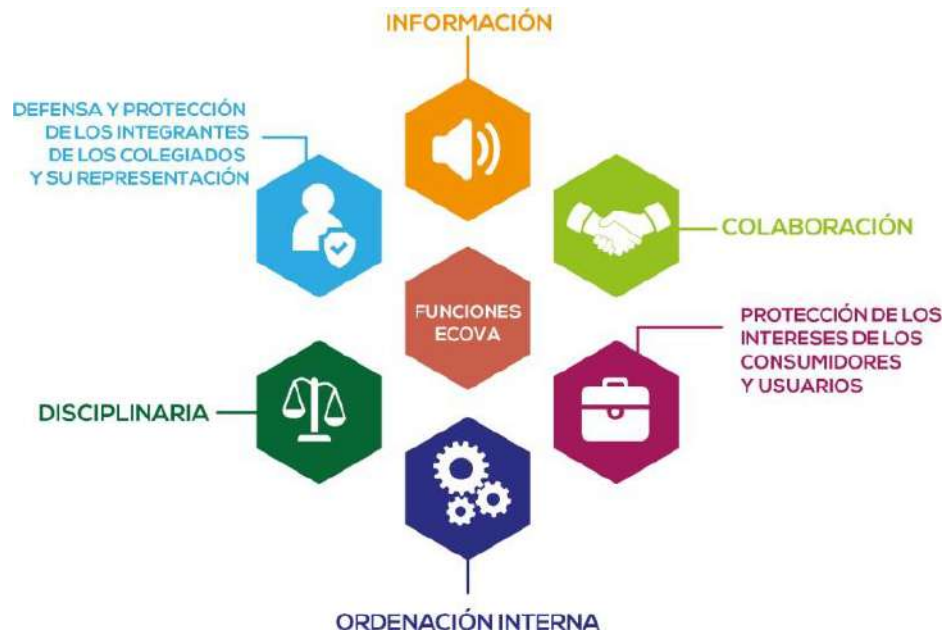 INFORMACIÓN
DEFENSA Y PROTECCIÓN
DE LOS INTEGRANTES
DE LOS COLEGIADOS
Y SU REPRESENTACIÓN
COLABORACIÓN
FUNCIONES
ECOVA
PROTECCIÓN DE LOS
INTERESES DE LOS
CONSUMIDORES
Y USUARIOS
DISCIPLINARIA
ORDENACIÓN INTERNA